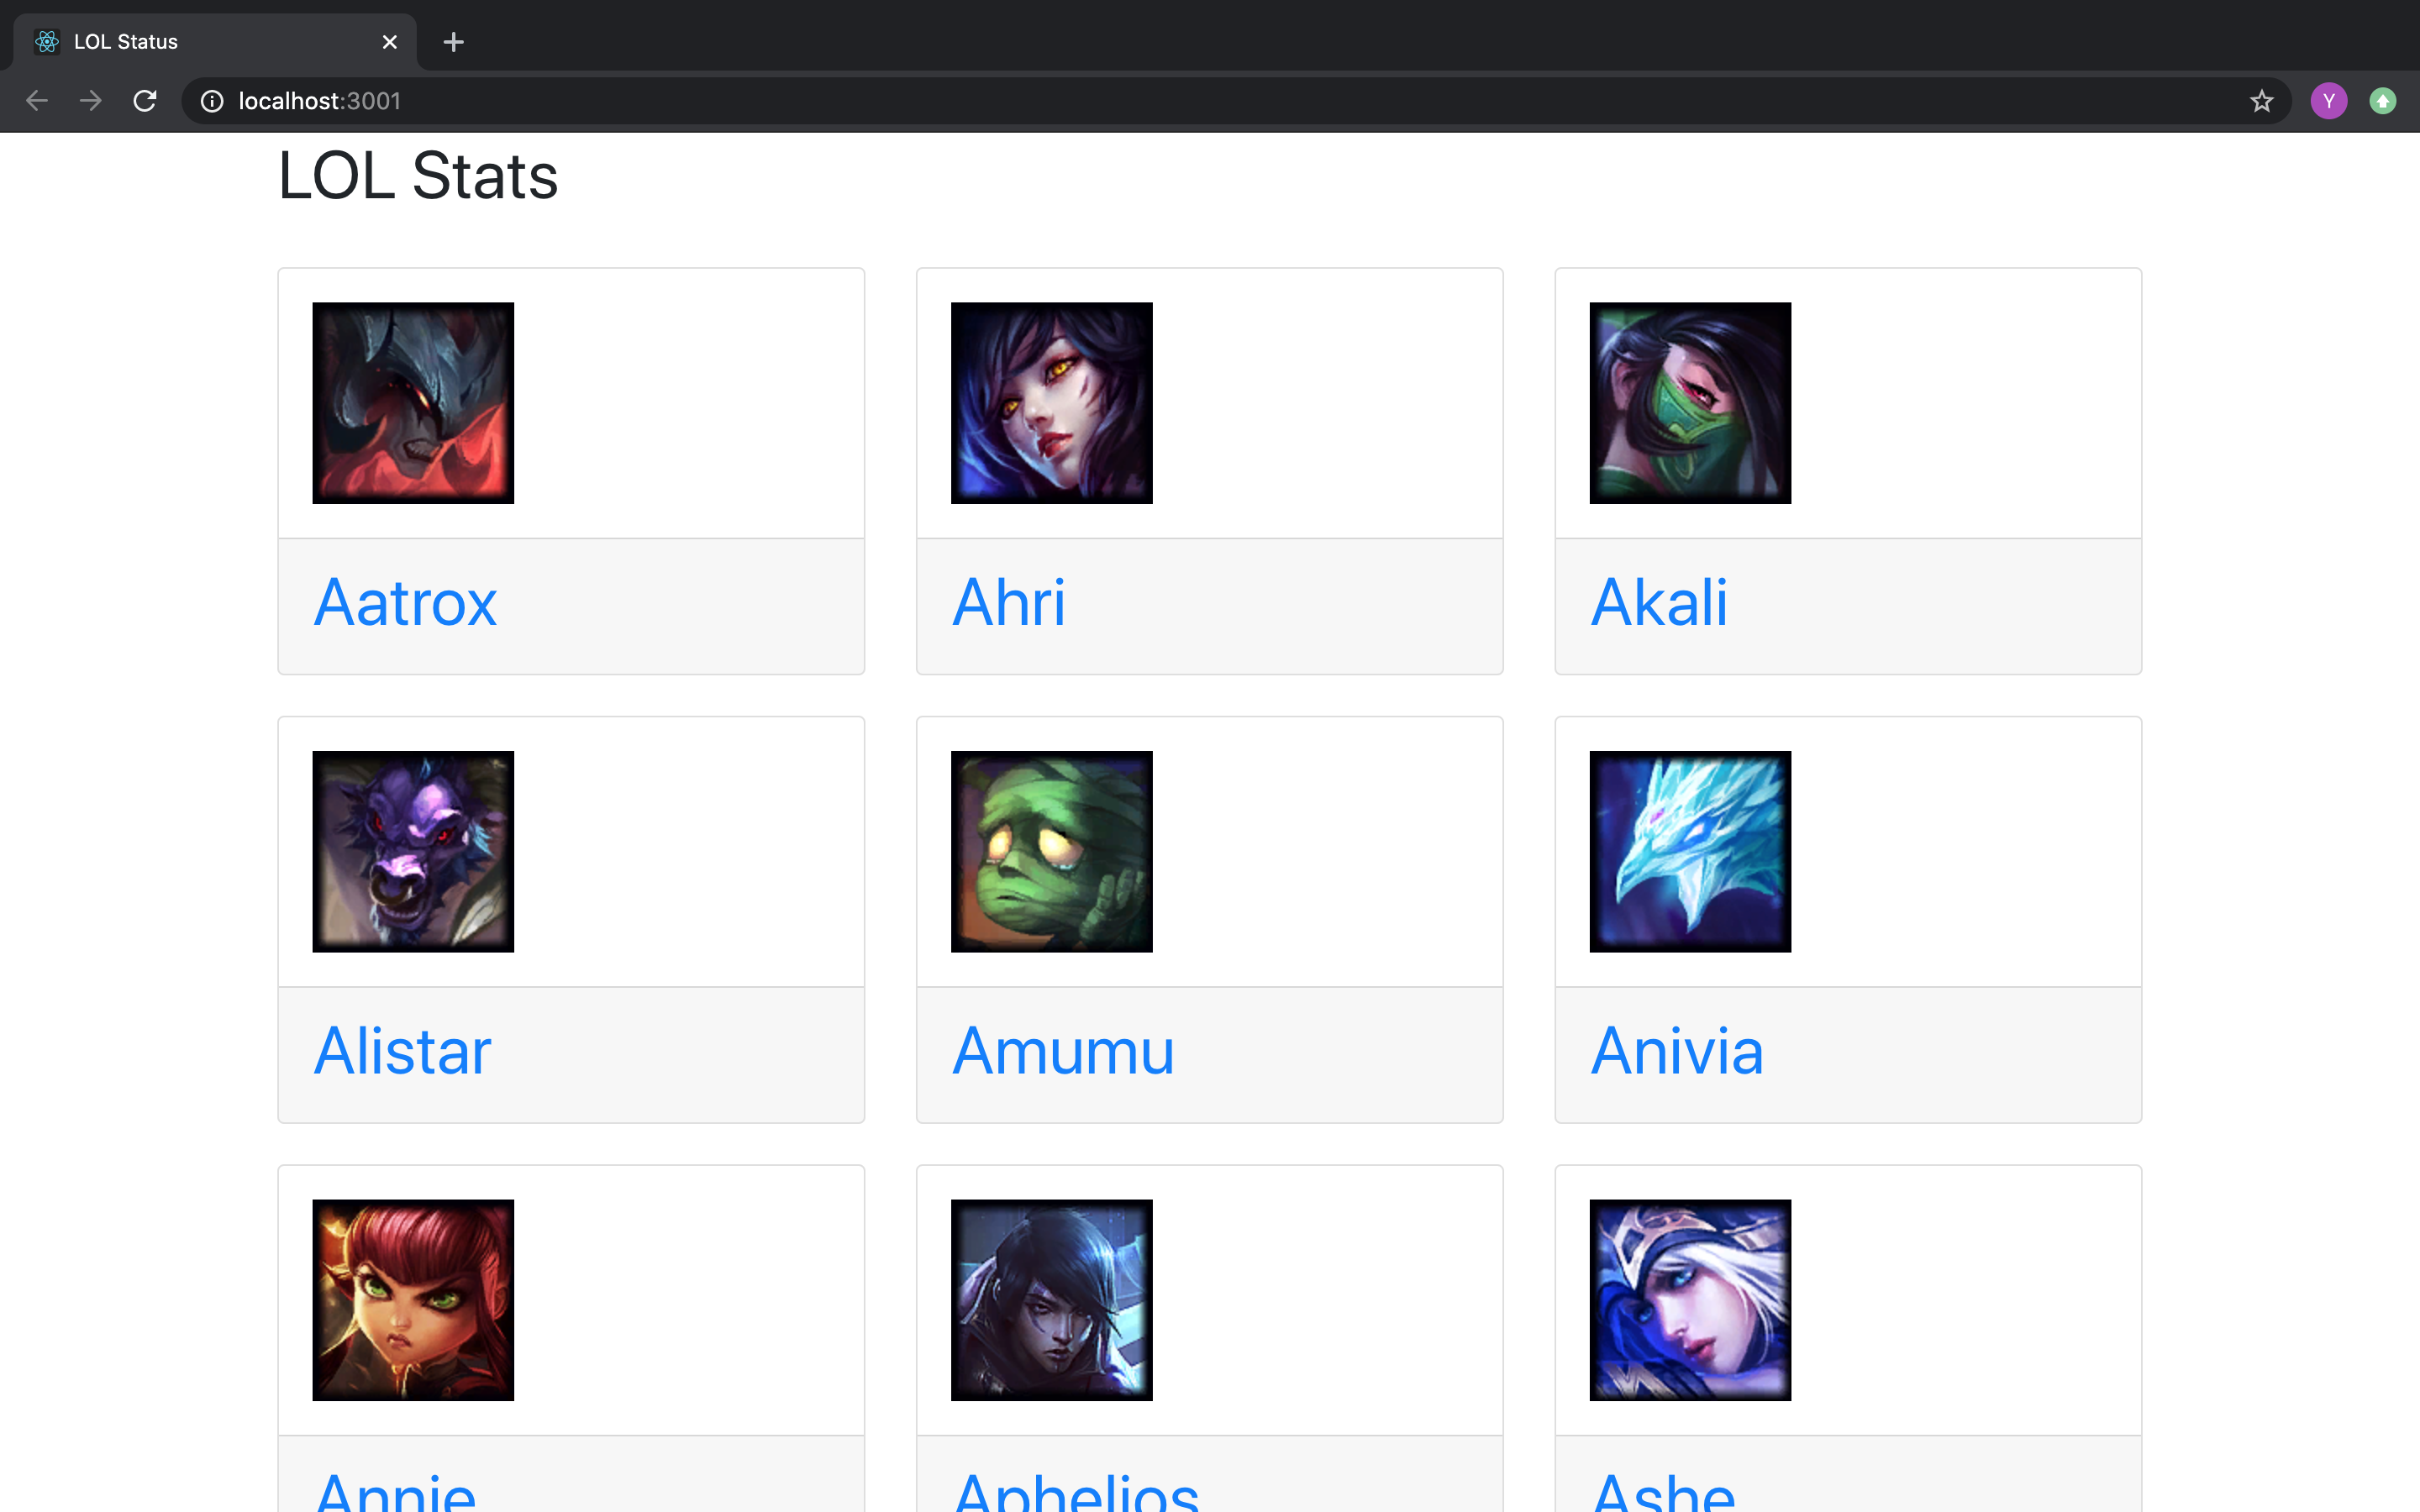 LOL Status
localhost:3001
Y
LOL Stats
Aatrox
Ahri
Akali
Alistar
Amumu
Anivia
Annie
Aphelios
Ashe